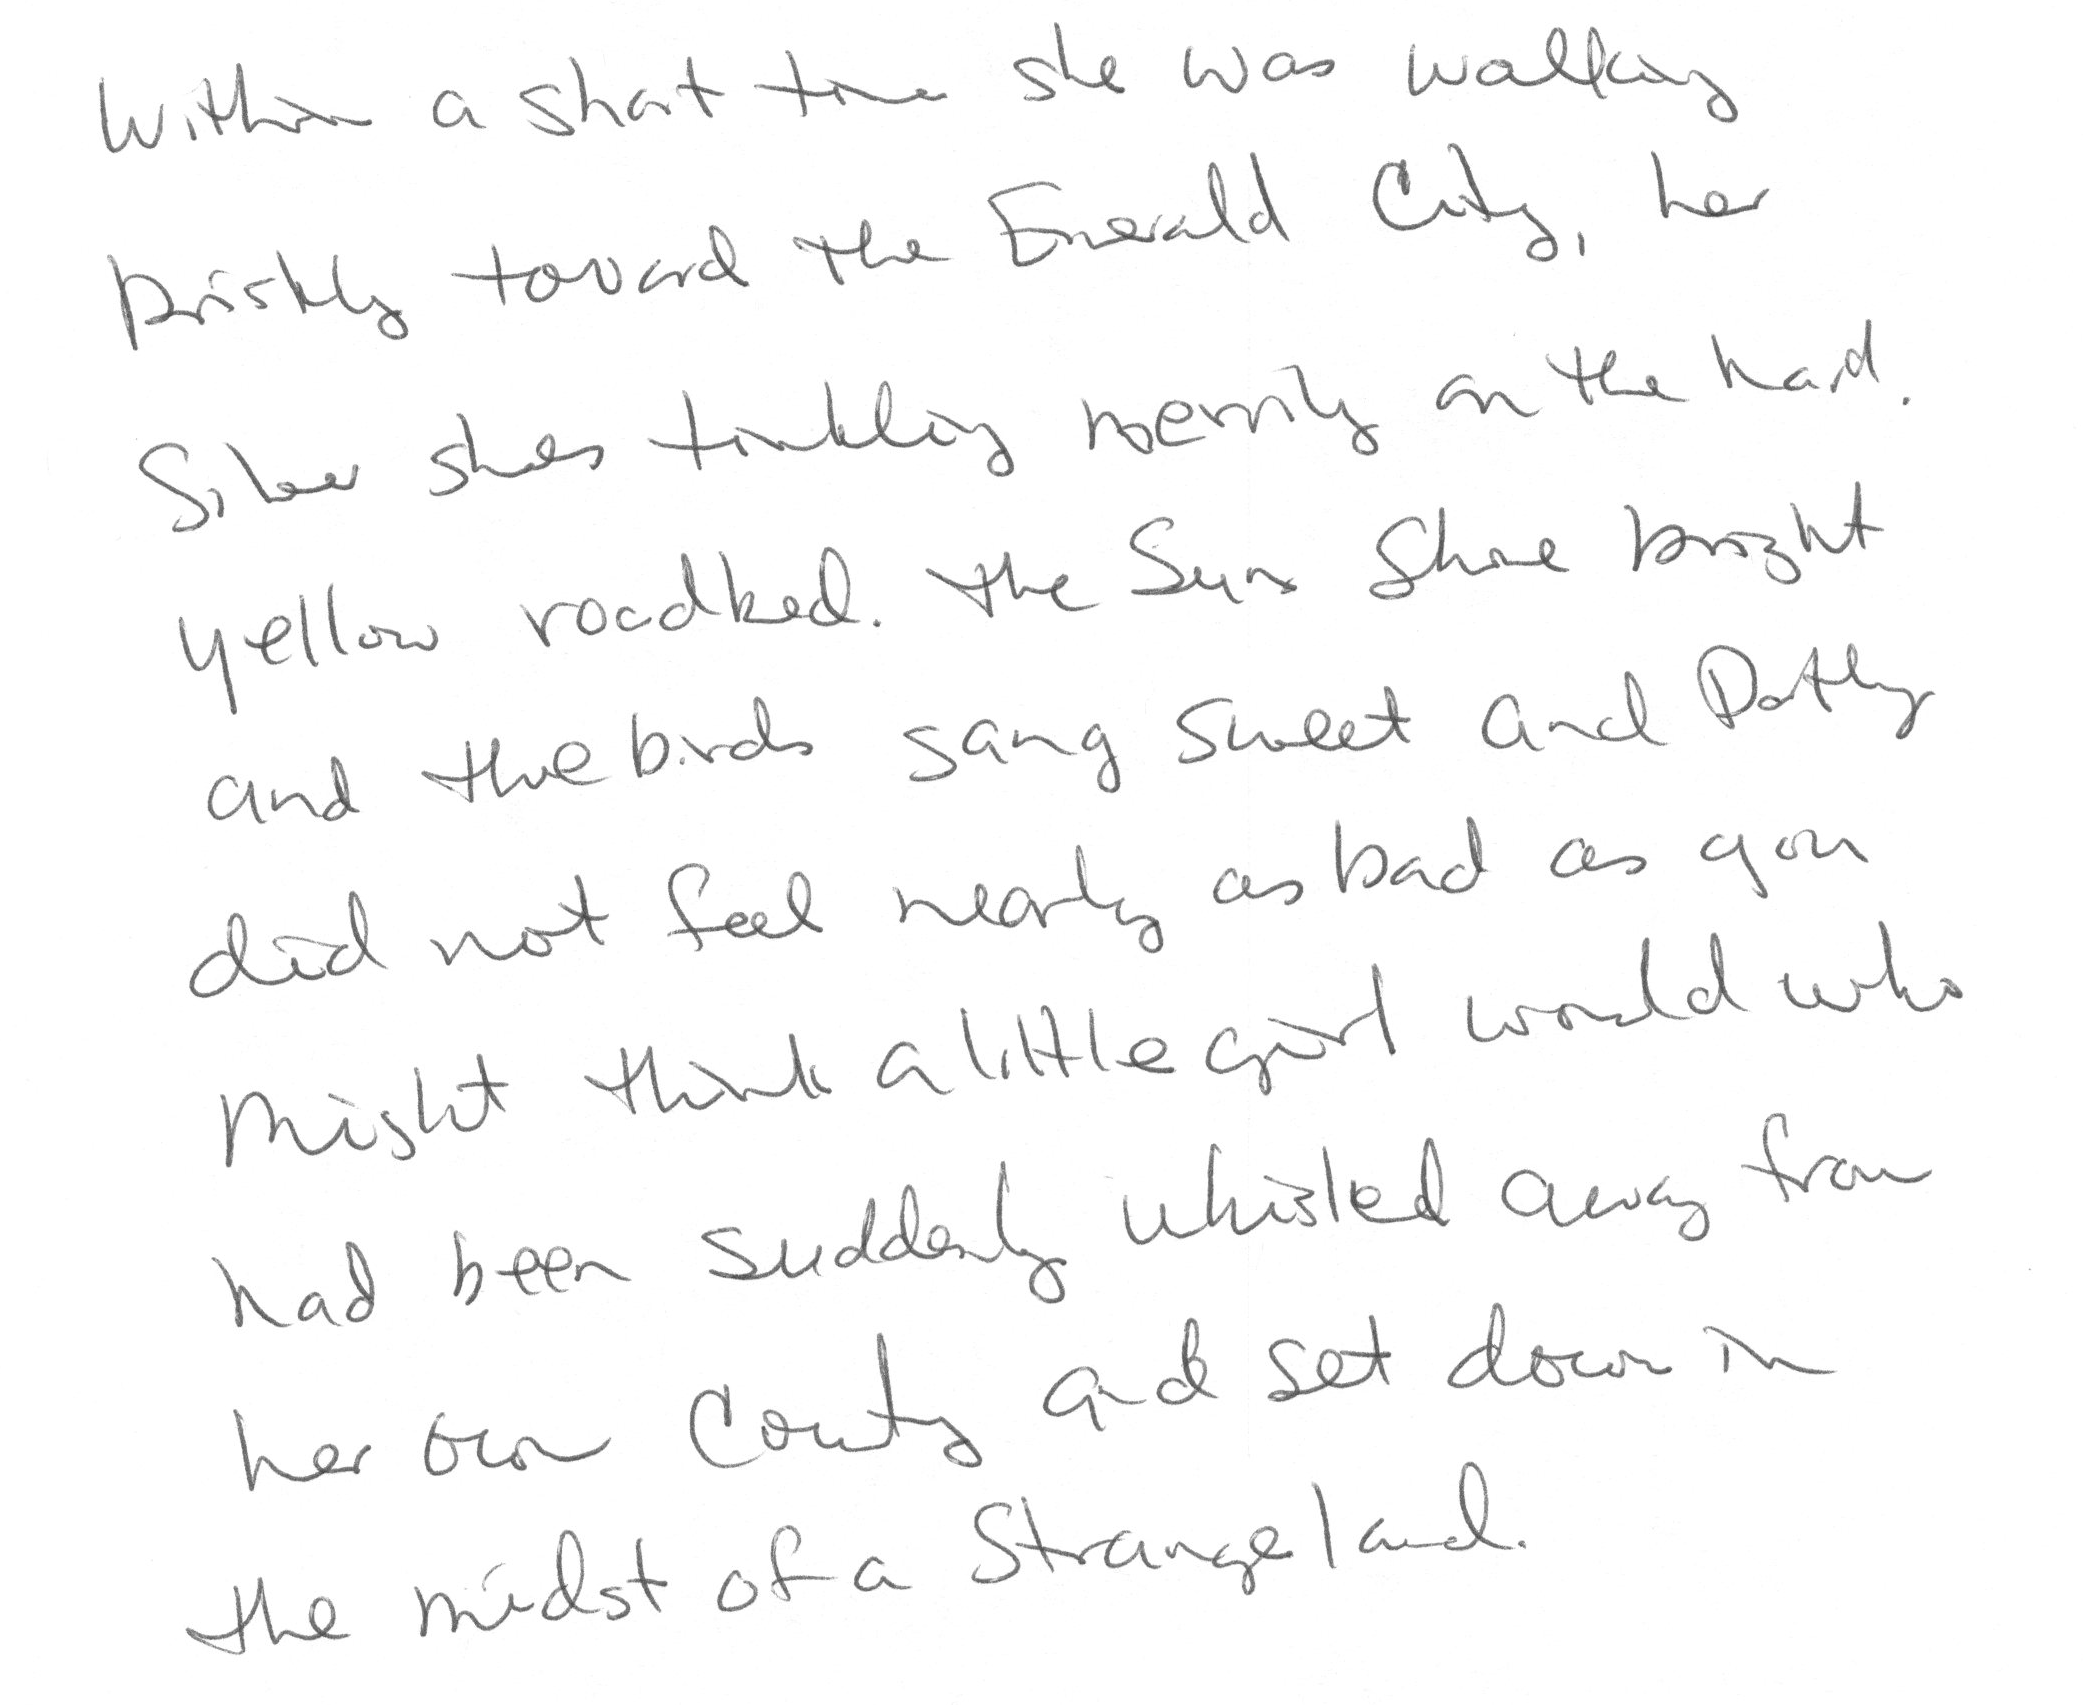 Within a short time she was walking
briskly toward the Emerald City, her
Silver shoes tinkling merrily on the hard.
yellow roadbed. the Sun Shone bright
and the birds sang sweet and Dothy
did not feel nearly as bad as you
might think a little girl would who
had been suddenly whisked away from
her own County and set down in
the midst of a Strange land.